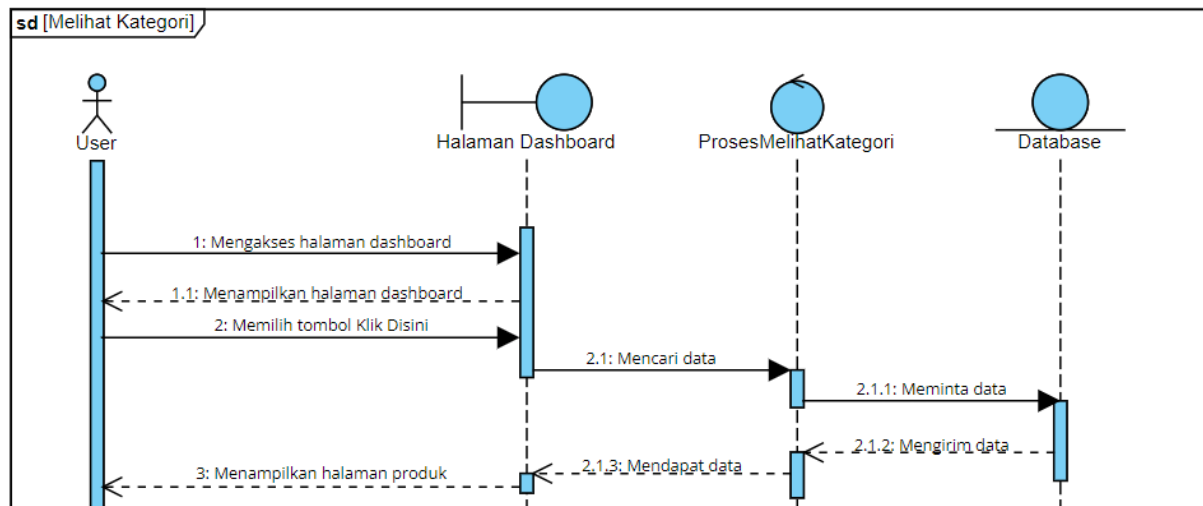 sd [Melihat Kategori]
User
Halaman Dashboard
ProsesMelihatKategori
Database
1: Mengakses halaman dashboard
1.1: Menampilkan halaman dashboard
2: Memilih tombol Klik Disini
2.1: Mencari data
2.1.1: Meminta data
2.1.2: Mengirim data
2.1.3: Mendapat data
3: Menampilkan halaman produk